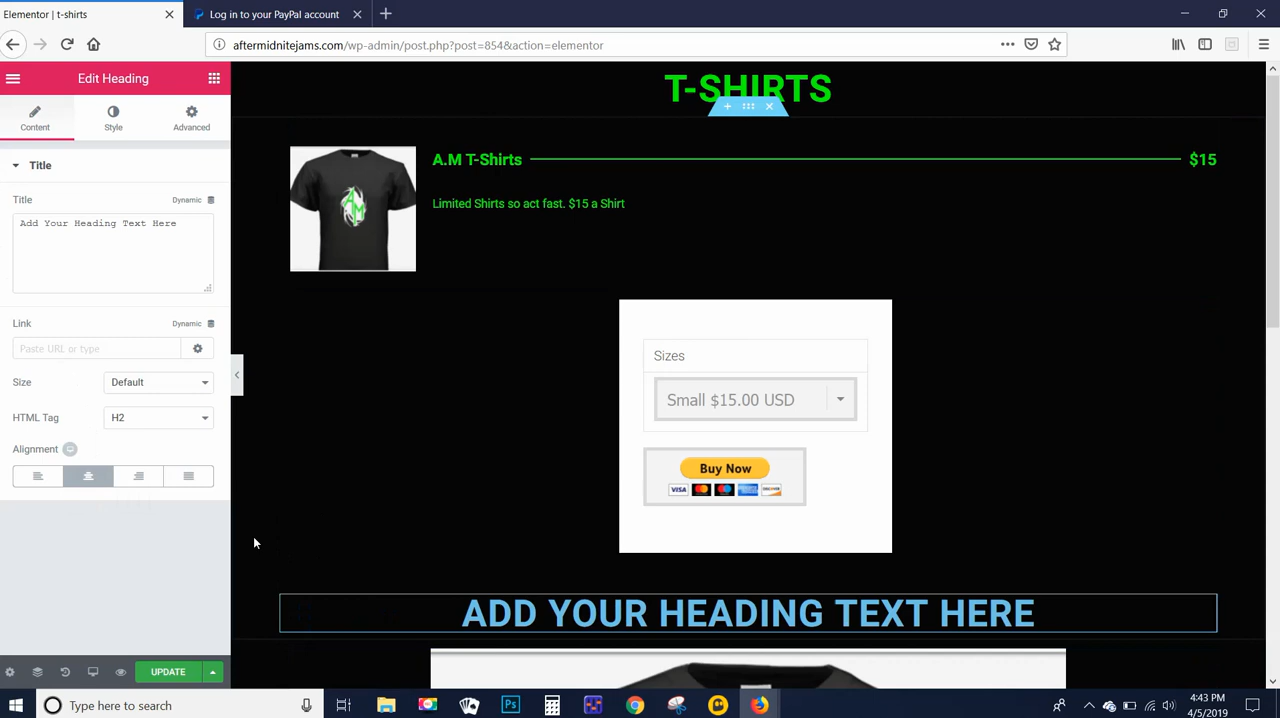 Elementor | t-shirts
Log in to your PayPal account
aftermidnitejams.com/wp-admin/post.php?post=854&action=elementor
Edit Heading
Content
Style
Advanced
Title
Title
Dynamic
Add Your Heading Text Here
Link
Dynamic
Paste URL or type
Size
Default
HTML Tag
H2
Alignment
UPDATE
T-SHIRTS
AM
A.M T-Shirts
$15
Limited Shirts so act fast. $15 a Shirt
Sizes
Small $15.00 USD
Buy Now
VISA
DISCOVER
ADD YOUR HEADING TEXT HERE
Type here to search
Ps
4:43 PM
4/5/2019